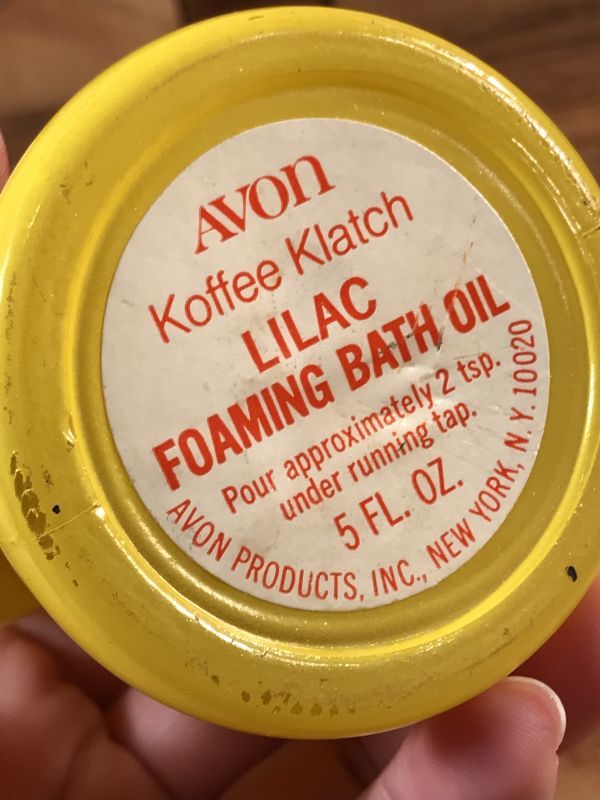 AVON
Koffee Klatch
LILAC
FOAMING BATH OIL
Pour approximately 2 tsp.
under running tap.
5 FL. OZ.
AVON PRODUCTS, INC., NEW YORK, N.Y. 10020